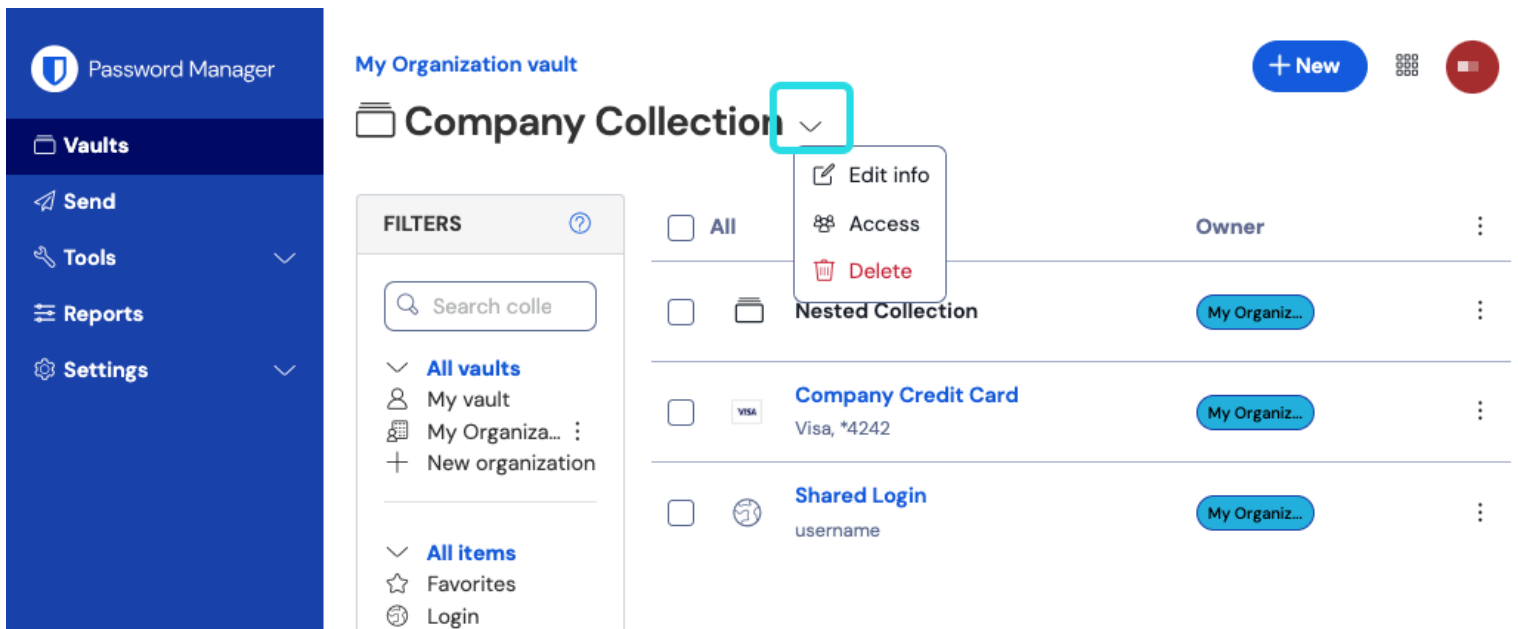 Password Manager
Vaults
Send
Tools
Reports
Settings
My Organization vault
Company Collection
New
Edit info
Access
Delete
FILTERS
Search colle
All vaults
My vault
My Organiza...
New organization
All items
Favorites
Login
All
Owner
Nested Collection
My Organiz...
VISA
Company Credit Card
Visa, *4242
My Organiz...
Shared Login
username
My Organiz...